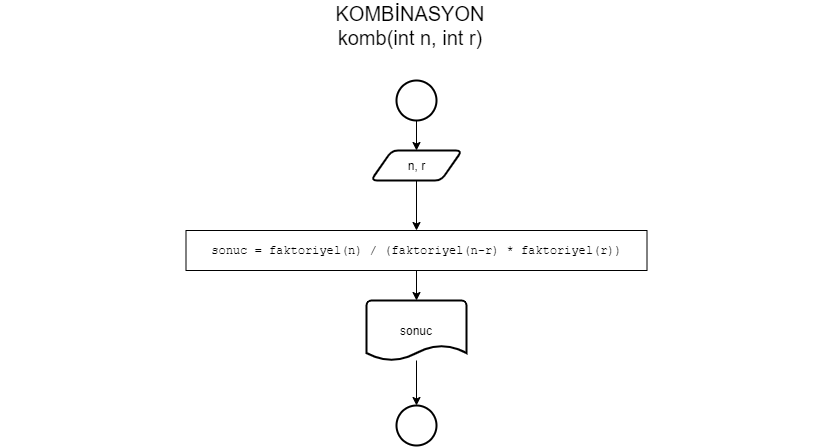 KOMBİNASYON
komb(int n, int r)
n, r
sonuc = faktoriyel(n) / (faktoriyel(n-r) * faktoriyel(r))
sonuc